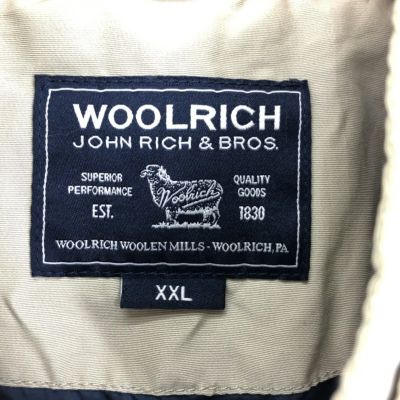 WOOLRICH
JOHN RICH & BROS.
SUPERIOR PERFORMANCE
EST.
Woolrich
QUALITY GOODS
1830
WOOLRICH WOOLEN MILLS - WOOLRICH, PA
XXL